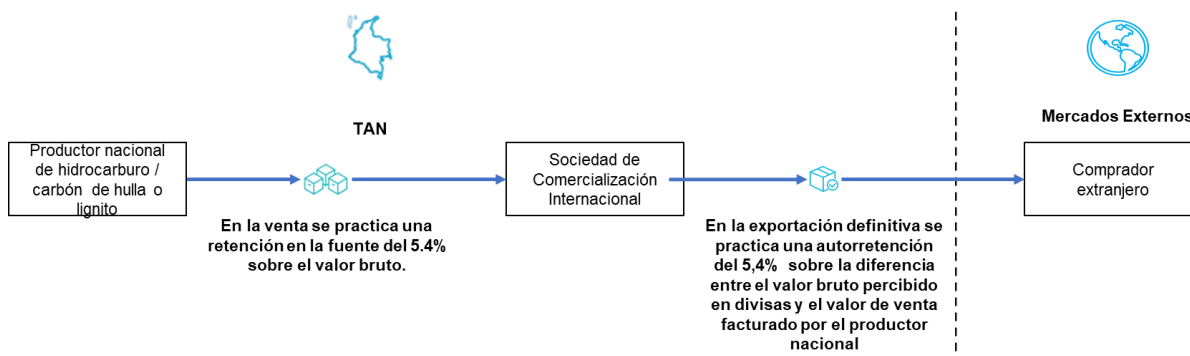 TAN
Mercados Externos
Productor nacional
de hidrocarburo /
carbón de hulla o
lignito
Sociedad de
Comercialización
Internacional
Comprador
extranjero
En la venta se practica una
retención en la fuente del 5.4%
sobre el valor bruto.
En la exportación definitiva se
practica una autorretención
del 5,4% sobre la diferencia
entre el valor bruto percibido
en divisas y el valor de venta
facturado por el productor
nacional